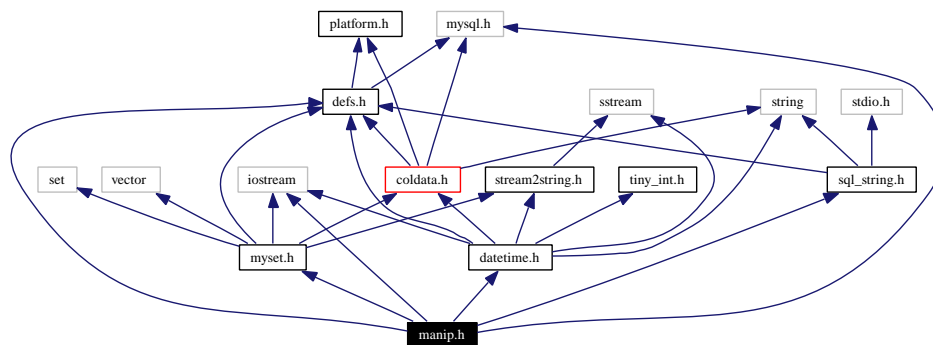 platform.h
mysql.h
defs.h
sstream
string
stdio.h
set
vector
iostream
coldata.h
stream2string.h
tiny_int.h
sql_string.h
myset.h
datetime.h
manip.h